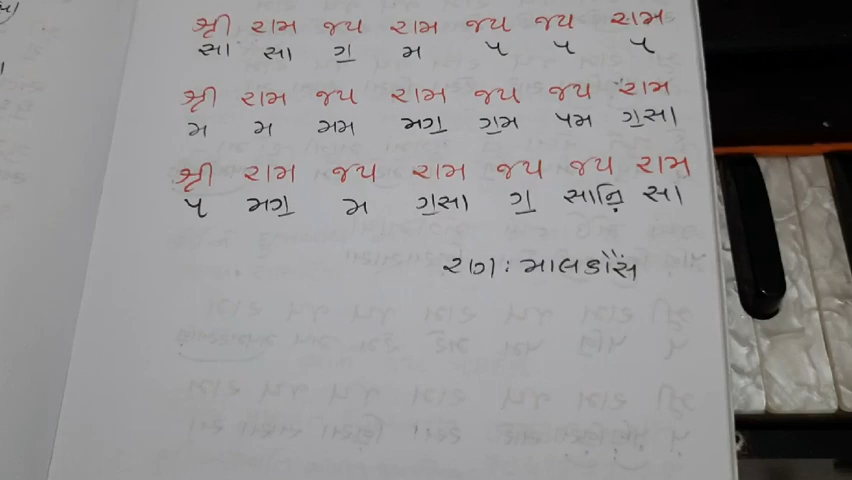 શ્રી રામ જય રામ જય જય રામ
સા સા ગ॒ મ પ પ પ
શ્રી રામ જય રામ જય જય રામ
મ મ મમ મગ॒ ગ॒મ પમ ગ॒સા
શ્રી રામ જય રામ જય જય રામ
પ મગ॒ મ ગ॒સા ગ॒ સાનિ॒ સા
રાગ : માલકૌંસ